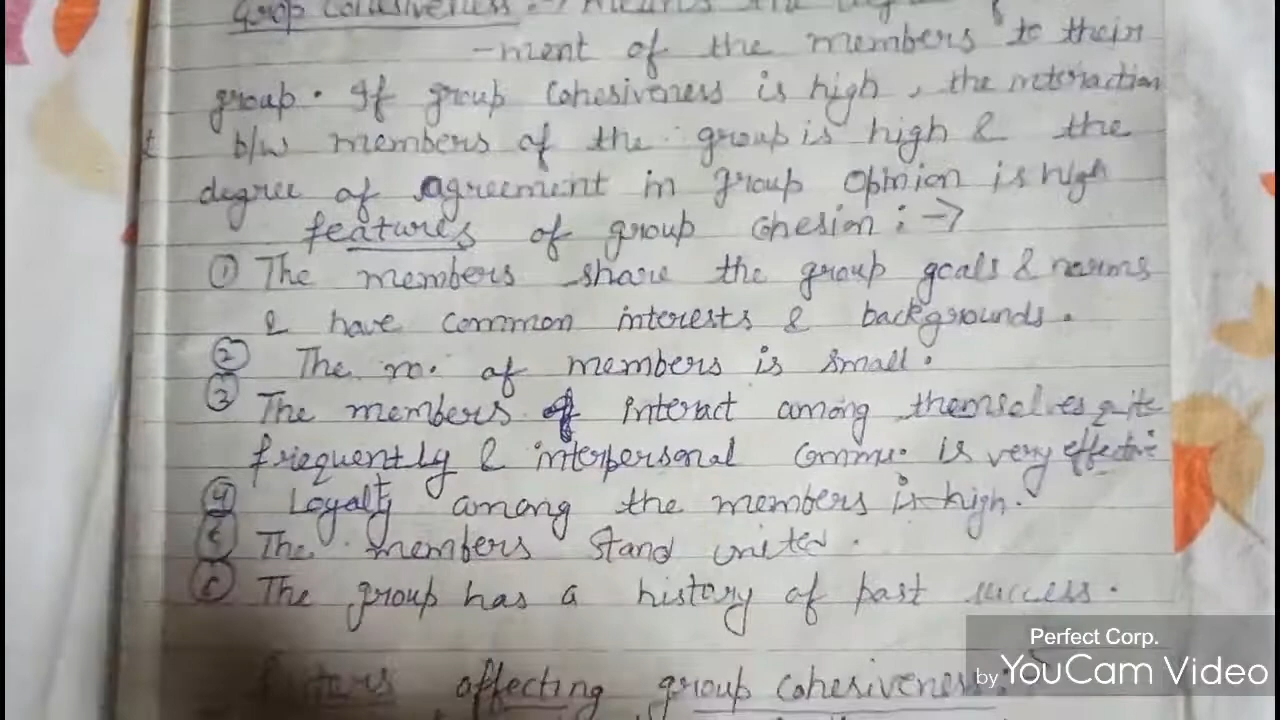 Group Cohesiveness :→ Means the
-ment of the members to their
group. If group Cohesiveness is high, the interaction
b/w members of the group is high & the
degree of agreement in group opinion is high
features of group Cohesion :→
① The members share the group goals & norms
& have common interests & backgrounds.
② The no. of members is small.
③ The members interact among themselves quite
frequently & interpersonal Commu. is very effective
④ Loyalty among the members is high.
⑤ The members stand united.
⑥ The group has a history of past success.
affecting group cohesiveness :
Perfect Corp.
by YouCam Video